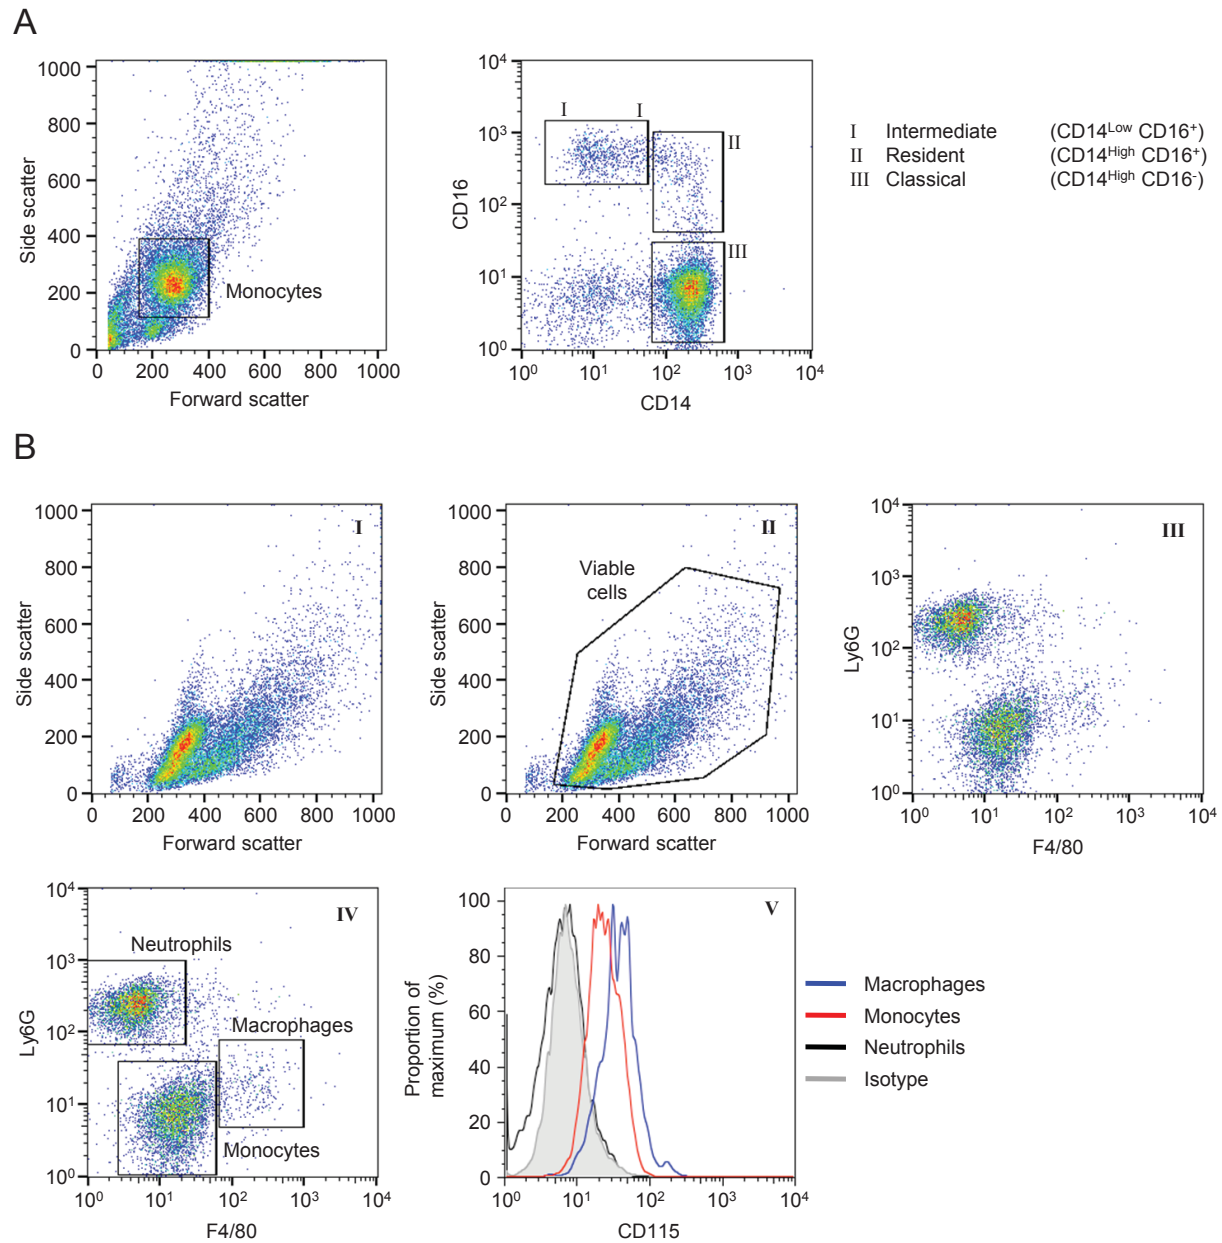 A
1000
800
600
400
200
0
0 200 400 600 800 1000
Side scatter
Forward scatter
Monocytes
10⁴
10³
10²
10¹
10⁰
10⁰ 10¹ 10² 10³ 10⁴
CD16
CD14
I I
II
III
I Intermediate (CD14Low CD16+)
II Resident (CD14High CD16+)
III Classical (CD14High CD16-)
B
1000
800
600
400
200
0
0 200 400 600 800 1000
Side scatter
Forward scatter
I
1000
800
600
400
200
0
0 200 400 600 800 1000
Side scatter
Forward scatter
II
Viable
cells
10⁴
10³
10²
10¹
10⁰
10⁰ 10¹ 10² 10³ 10⁴
Ly6G
F4/80
III
10⁴
10³
10²
10¹
10⁰
10⁰ 10¹ 10² 10³ 10⁴
Ly6G
F4/80
IV
Neutrophils
Macrophages
Monocytes
100
80
60
40
20
0
10⁰ 10¹ 10² 10³ 10⁴
Proportion of
maximum (%)
CD115
V
Macrophages
Monocytes
Neutrophils
Isotype